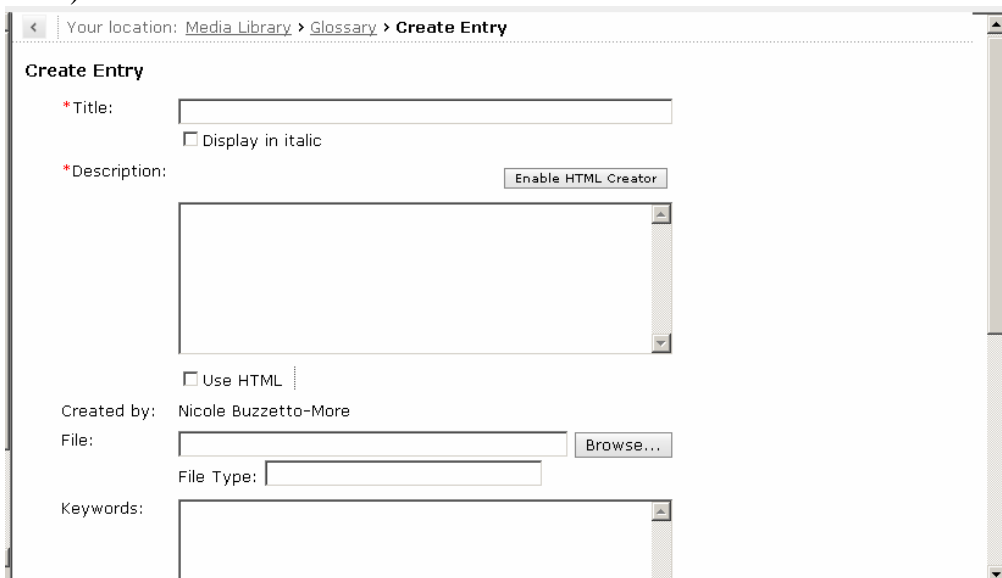 Your location: Media Library › Glossary › Create Entry
Create Entry
*Title:
Display in italic
*Description:
Enable HTML Creator
Use HTML
Created by: Nicole Buzzetto-More
File:
Browse...
File Type:
Keywords: